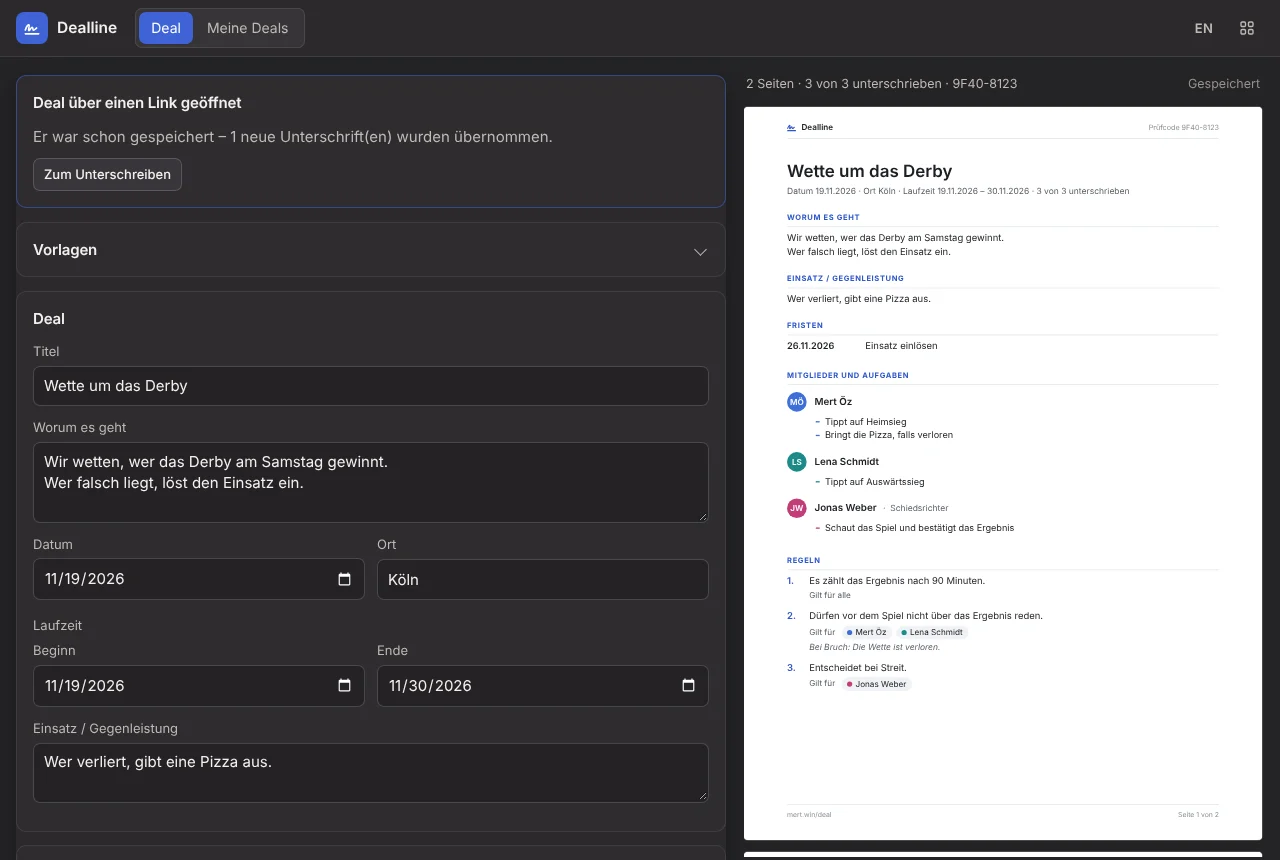 Dealline
Deal
Meine Deals
EN
Deal über einen Link geöffnet
Er war schon gespeichert – 1 neue Unterschrift(en) wurden übernommen.
Zum Unterschreiben
Vorlagen
Deal
Titel
Wette um das Derby
Worum es geht
Wir wetten, wer das Derby am Samstag gewinnt.
Wer falsch liegt, löst den Einsatz ein.
Datum
11/19/2026
Ort
Köln
Laufzeit
Beginn
11/19/2026
Ende
11/30/2026
Einsatz / Gegenleistung
Wer verliert, gibt eine Pizza aus.
2 Seiten · 3 von 3 unterschrieben · 9F40-8123
Gespeichert
Dealline
Prüfcode 9F40-8123
Wette um das Derby
Datum 19.11.2026 · Ort Köln · Laufzeit 19.11.2026 – 30.11.2026 · 3 von 3 unterschrieben
WORUM ES GEHT
Wir wetten, wer das Derby am Samstag gewinnt.
Wer falsch liegt, löst den Einsatz ein.
EINSATZ / GEGENLEISTUNG
Wer verliert, gibt eine Pizza aus.
FRISTEN
26.11.2026 Einsatz einlösen
MITGLIEDER UND AUFGABEN
MÖ Mert Öz
– Tippt auf Heimsieg
– Bringt die Pizza, falls verloren
LS Lena Schmidt
– Tippt auf Auswärtssieg
JW Jonas Weber · Schiedsrichter
– Schaut das Spiel und bestätigt das Ergebnis
REGELN
1. Es zählt das Ergebnis nach 90 Minuten.
Gilt für alle
2. Dürfen vor dem Spiel nicht über das Ergebnis reden.
Gilt für Mert Öz Lena Schmidt
Bei Bruch: Die Wette ist verloren.
3. Entscheidet bei Streit.
Gilt für Jonas Weber
mert.win/deal
Seite 1 von 2